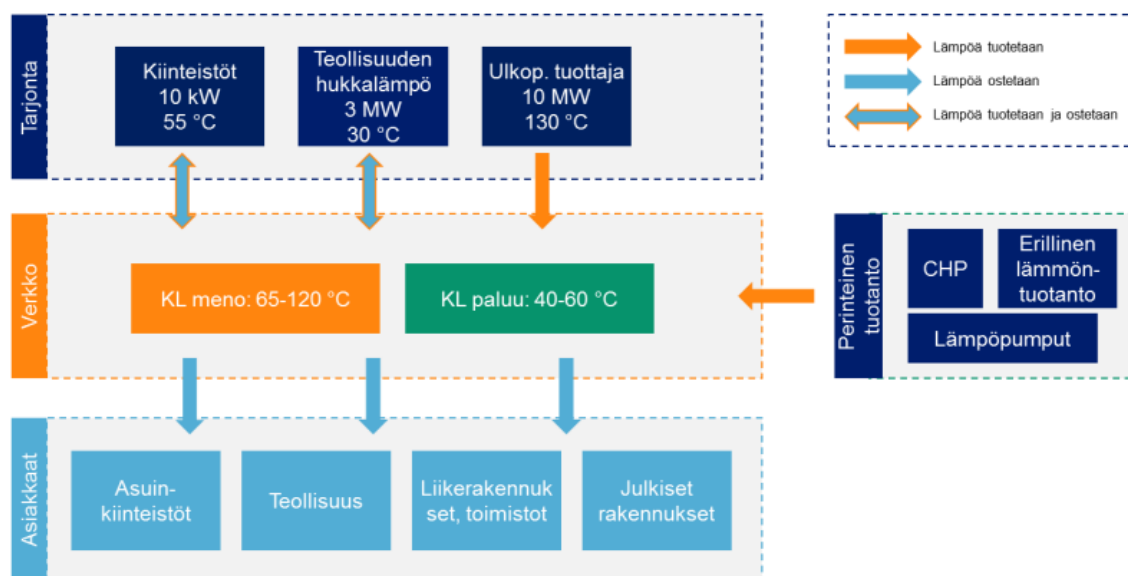 Tarjonta
Kiinteistöt
10 kW
55 °C
Teollisuuden
hukkalämpö
3 MW
30 °C
Ulkop. tuottaja
10 MW
130 °C
Lämpöä tuotetaan
Lämpöä ostetaan
Lämpöä tuotetaan ja ostetaan
Verkko
KL meno: 65-120 °C
KL paluu: 40-60 °C
Perinteinen
tuotanto
CHP
Erillinen
lämmön-
tuotanto
Lämpöpumput
Asiakkaat
Asuin-
kiinteistöt
Teollisuus
Liikerakennuk
set, toimistot
Julkiset
rakennukset